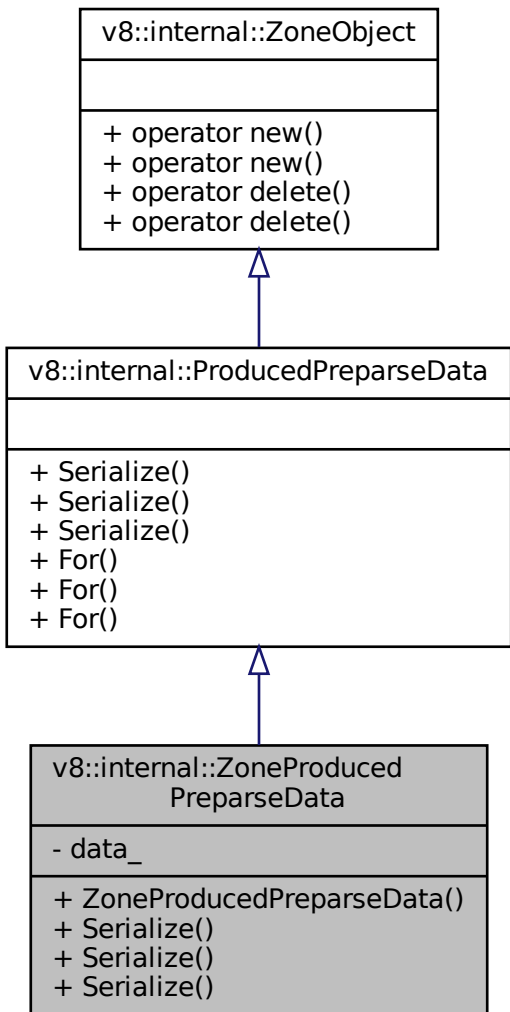 v8::internal::ZoneObject
+ operator new()
+ operator new()
+ operator delete()
+ operator delete()
v8::internal::ProducedPreparseData
+ Serialize()
+ Serialize()
+ Serialize()
+ For()
+ For()
+ For()
v8::internal::ZoneProduced
PreparseData
- data_
+ ZoneProducedPreparseData()
+ Serialize()
+ Serialize()
+ Serialize()